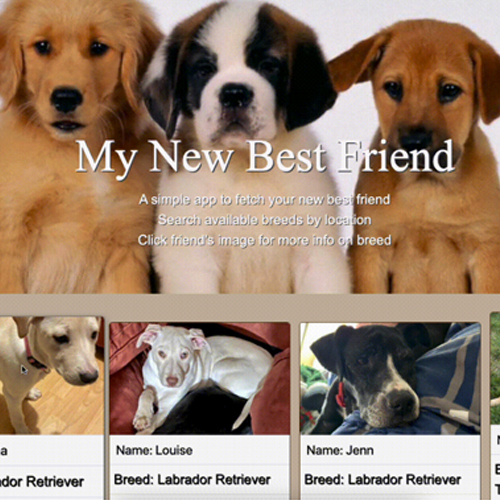 My New Best Friend
A simple app to fetch your new best friend
Search available breeds by location
Click friend's image for more info on breed
a
Name: Louise
Name: Jenn
N
ador Retriever
Breed: Labrador Retriever
Breed: Labrador Retriever
B
T